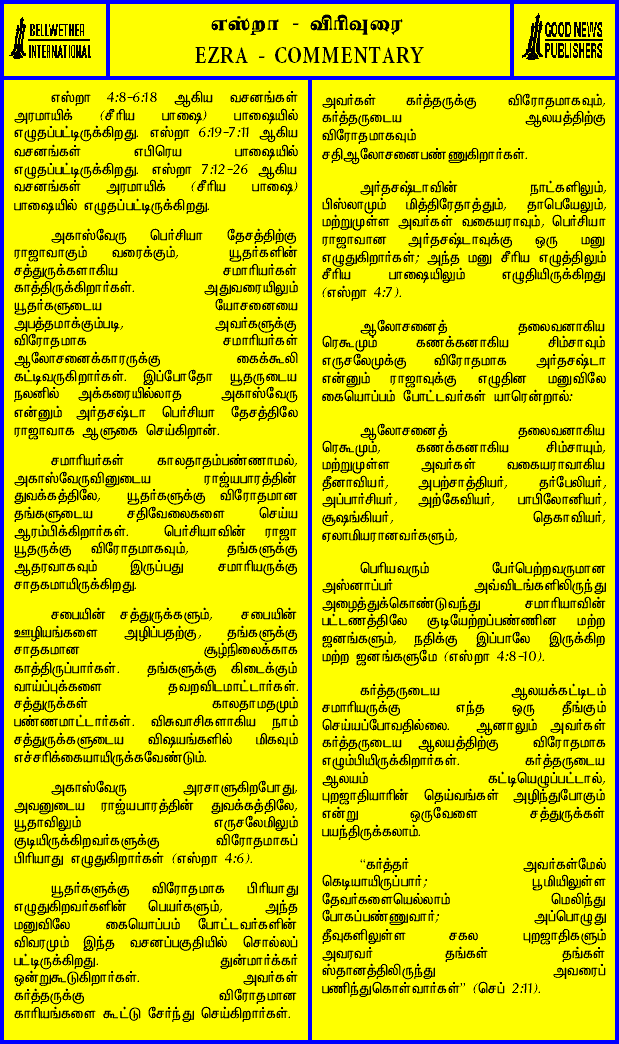 BELLWETHER
INTERNATIONAL
எஸ்றா - விரிவுரை
EZRA - COMMENTARY
GOOD NEWS
PUBLISHERS
எஸ்றா 4:8-6:18 ஆகிய வசனங்கள்
அரமாயிக் (சீரிய பாஷை) பாஷையில்
எழுதப்பட்டிருக்கிறது. எஸ்றா 6:19-7:11 ஆகிய
வசனங்கள் எபிரெய பாஷையில்
எழுதப்பட்டிருக்கிறது. எஸ்றா 7:12-26 ஆகிய
வசனங்கள் அரமாயிக் (சீரிய பாஷை)
பாஷையில் எழுதப்பட்டிருக்கிறது.
அகாஸ்வேரு பெர்சியா தேசத்திற்கு
ராஜாவாகும் வரைக்கும், யூதர்களின்
சத்துருக்களாகிய சமாரியர்கள்
காத்திருக்கிறார்கள். அதுவரையிலும்
யூதர்களுடைய யோசனையை
அபத்தமாக்கும்படி, அவர்களுக்கு
விரோதமாக சமாரியர்கள்
ஆலோசனைக்காரருக்கு கைக்கூலி
கட்டிவருகிறார்கள். இப்போதோ யூதருடைய
நலனில் அக்கரையில்லாத அகாஸ்வேரு
என்னும் அர்தசஷ்டா பெர்சியா தேசத்திலே
ராஜாவாக ஆளுகை செய்கிறான்.
சமாரியர்கள் காலதாதம்பண்ணாமல்,
அகாஸ்வேருவினுடைய ராஜ்யபாரத்தின்
துவக்கத்திலே, யூதர்களுக்கு விரோதமான
தங்களுடைய சதிவேலைகளை செய்ய
ஆரம்பிக்கிறார்கள். பெர்சியாவின் ராஜா
யூதருக்கு விரோதமாகவும், தங்களுக்கு
ஆதரவாகவும் இருப்பது சமாரியருக்கு
சாதகமாயிருக்கிறது.
சபையின் சத்துருக்களும், சபையின்
ஊழியங்களை அழிப்பதற்கு, தங்களுக்கு
சாதகமான சூழ்நிலைக்காக
காத்திருப்பார்கள். தங்களுக்கு கிடைக்கும்
வாய்ப்புக்களை தவறவிடமாட்டார்கள்.
சத்துருக்கள் காலதாமதமும்
பண்ணமாட்டார்கள். விசுவாசிகளாகிய நாம்
சத்துருக்களுடைய விஷயங்களில் மிகவும்
எச்சரிக்கையாயிருக்கவேண்டும்.
அகாஸ்வேரு அரசாளுகிறபோது,
அவனுடைய ராஜ்யபாரத்தின் துவக்கத்திலே,
யூதாவிலும் எருசலேமிலும்
குடியிருக்கிறவர்களுக்கு விரோதமாகப்
பிரியாது எழுதுகிறார்கள் (எஸ்றா 4:6).
யூதர்களுக்கு விரோதமாக பிரியாது
எழுதுகிறவர்களின் பெயர்களும், அந்த
மனுவிலே கையொப்பம் போட்டவர்களின்
விவரமும் இந்த வசனப்பகுதியில் சொல்லப்
பட்டிருக்கிறது. துன்மார்க்கர்
ஒன்றுகூடுகிறார்கள். அவர்கள்
கர்த்தருக்கு விரோதமான
காரியங்களை கூட்டு சேர்ந்து செய்கிறார்கள்.
அவர்கள் கர்த்தருக்கு விரோதமாகவும்,
கர்த்தருடைய ஆலயத்திற்கு
விரோதமாகவும்
சதிஆலோசனைபண்ணுகிறார்கள்.
அர்தசஷ்டாவின் நாட்களிலும்,
பிஸ்லாமும் மித்திரேதாத்தும், தாபெயேலும்,
மற்றுமுள்ள அவர்கள் வகையராவும், பெர்சியா
ராஜாவான அர்தசஷ்டாவுக்கு ஒரு மனு
எழுதுகிறார்கள்; அந்த மனு சீரிய எழுத்திலும்
சீரிய பாஷையிலும் எழுதியிருக்கிறது
(எஸ்றா 4:7).
ஆலோசனைத் தலைவனாகிய
ரெகூமும் கணக்கனாகிய சிம்சாவும்
எருசலேமுக்கு விரோதமாக அர்தசஷ்டா
என்னும் ராஜாவுக்கு எழுதின மனுவிலே
கையொப்பம் போட்டவர்கள் யாரென்றால்:
ஆலோசனைத் தலைவனாகிய
ரெகூமும், கணக்கனாகிய சிம்சாயும்,
மற்றுமுள்ள அவர்கள் வகையராவாகிய
தீனாவியர், அபற்சாத்தியர், தர்பேலியர்,
அப்பார்சியர், அற்கேவியர், பாபிலோனியர்,
சூஷங்கியர், தெகாவியர்,
ஏலாமியரானவர்களும்,
பெரியவரும் பேர்பெற்றவருமான
அஸ்னாப்பர் அவ்விடங்களிலிருந்து
அழைத்துக்கொண்டுவந்து சமாரியாவின்
பட்டணத்திலே குடியேற்றப்பண்ணின மற்ற
ஜனங்களும், நதிக்கு இப்பாலே இருக்கிற
மற்ற ஜனங்களுமே (எஸ்றா 4:8-10).
கர்த்தருடைய ஆலயக்கட்டிடம்
சமாரியருக்கு எந்த ஒரு தீங்கும்
செய்யப்போவதில்லை. ஆனாலும் அவர்கள்
கர்த்தருடைய ஆலயத்திற்கு விரோதமாக
எழும்பியிருக்கிறார்கள். கர்த்தருடைய
ஆலயம் கட்டியெழுப்பட்டால்,
புறஜாதியாரின் தெய்வங்கள் அழிந்துபோகும்
என்று ஒருவேளை சத்துருக்கள்
பயந்திருக்கலாம்.
“கர்த்தர் அவர்கள்மேல்
கெடியாயிருப்பார்; பூமியிலுள்ள
தேவர்களையெல்லாம் மெலிந்து
போகப்பண்ணுவார்; அப்பொழுது
தீவுகளிலுள்ள சகல புறஜாதிகளும்
அவரவர் தங்கள் தங்கள்
ஸ்தானத்திலிருந்து அவரைப்
பணிந்துகொள்வார்கள்” (செப் 2:11).